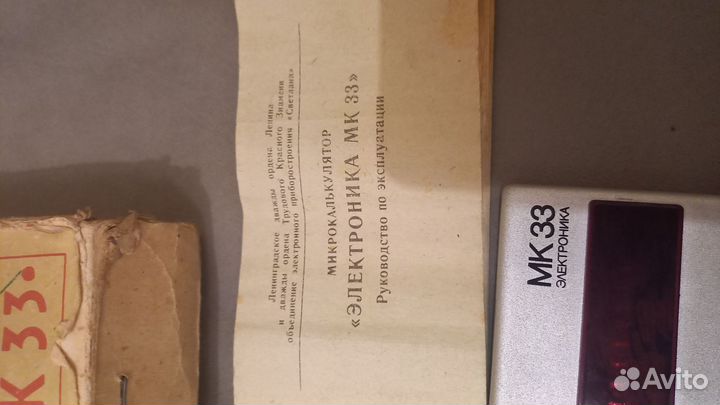 Ленинградское дважды ордена Ленина
и дважды ордена Трудового Красного Знамени
объединение электронного приборостроения «Светлана»
МИКРОКАЛЬКУЛЯТОР
«ЭЛЕКТРОНИКА МК 33»
Руководство по эксплуатации
К 33.
МК 33
ЭЛЕКТРОНИКА
Avito